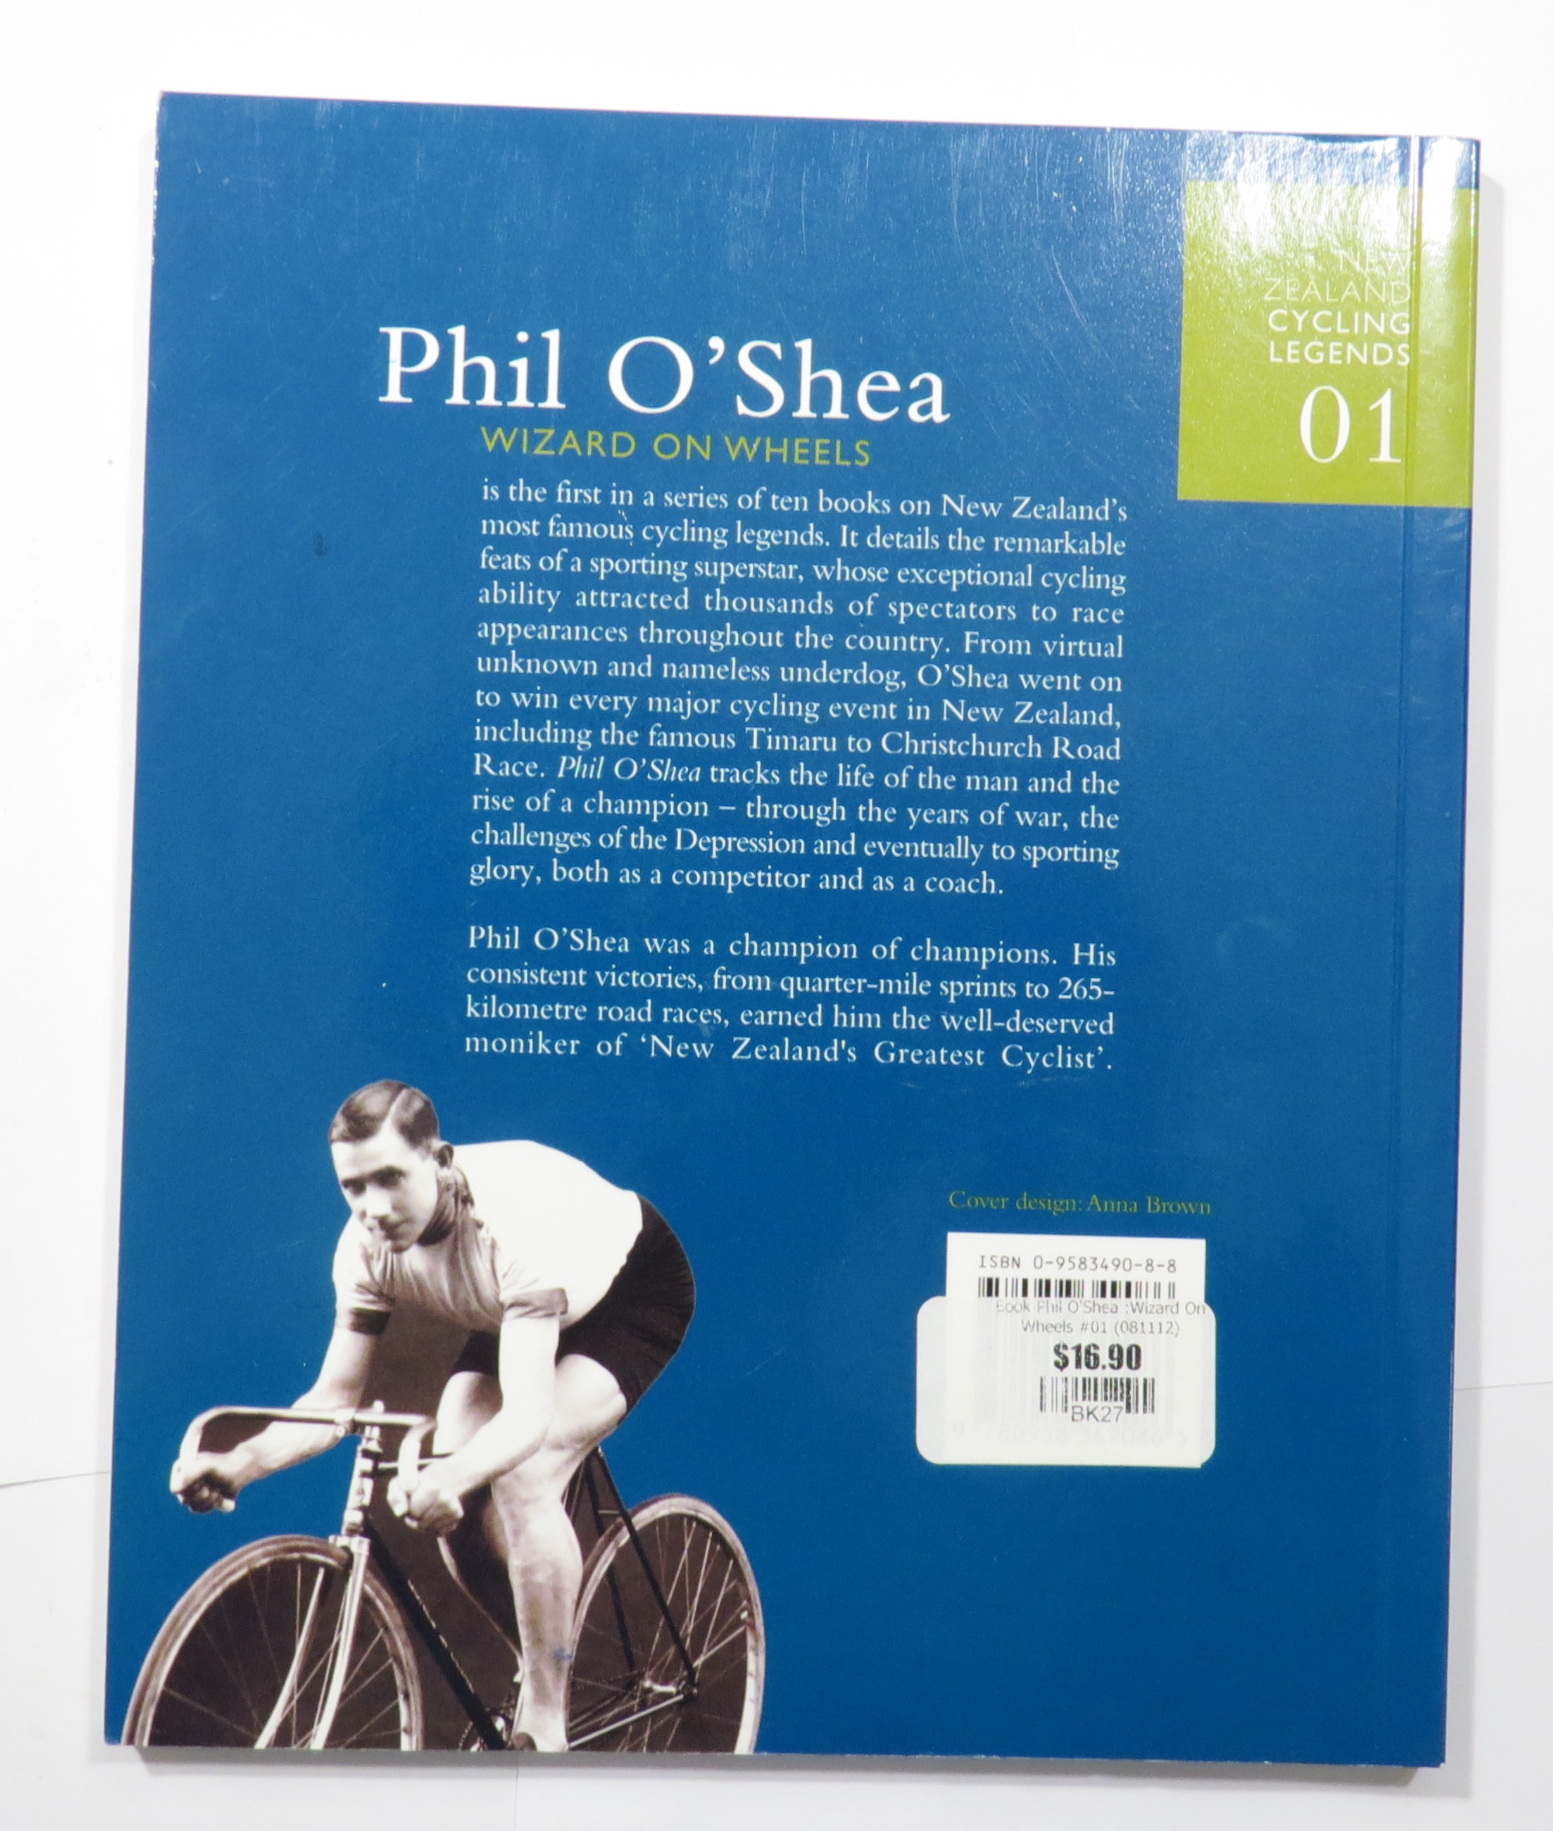 NEW
ZEALAND
CYCLING
LEGENDS
01
Phil O’Shea
WIZARD ON WHEELS
is the first in a series of ten books on New Zealand’s
most famous cycling legends. It details the remarkable
feats of a sporting superstar, whose exceptional cycling
ability attracted thousands of spectators to race
appearances throughout the country. From virtual
unknown and nameless underdog, O’Shea went on
to win every major cycling event in New Zealand,
including the famous Timaru to Christchurch Road
Race. Phil O’Shea tracks the life of the man and the
rise of a champion – through the years of war, the
challenges of the Depression and eventually to sporting
glory, both as a competitor and as a coach.
Phil O’Shea was a champion of champions. His
consistent victories, from quarter-mile sprints to 265-
kilometre road races, earned him the well-deserved
moniker of ‘New Zealand's Greatest Cyclist’.
Cover design: Anna Brown
ISBN 0-9583490-8-8
Book Phil O'Shea :Wizard On
Wheels #01 (081112)
$16.90
BK27